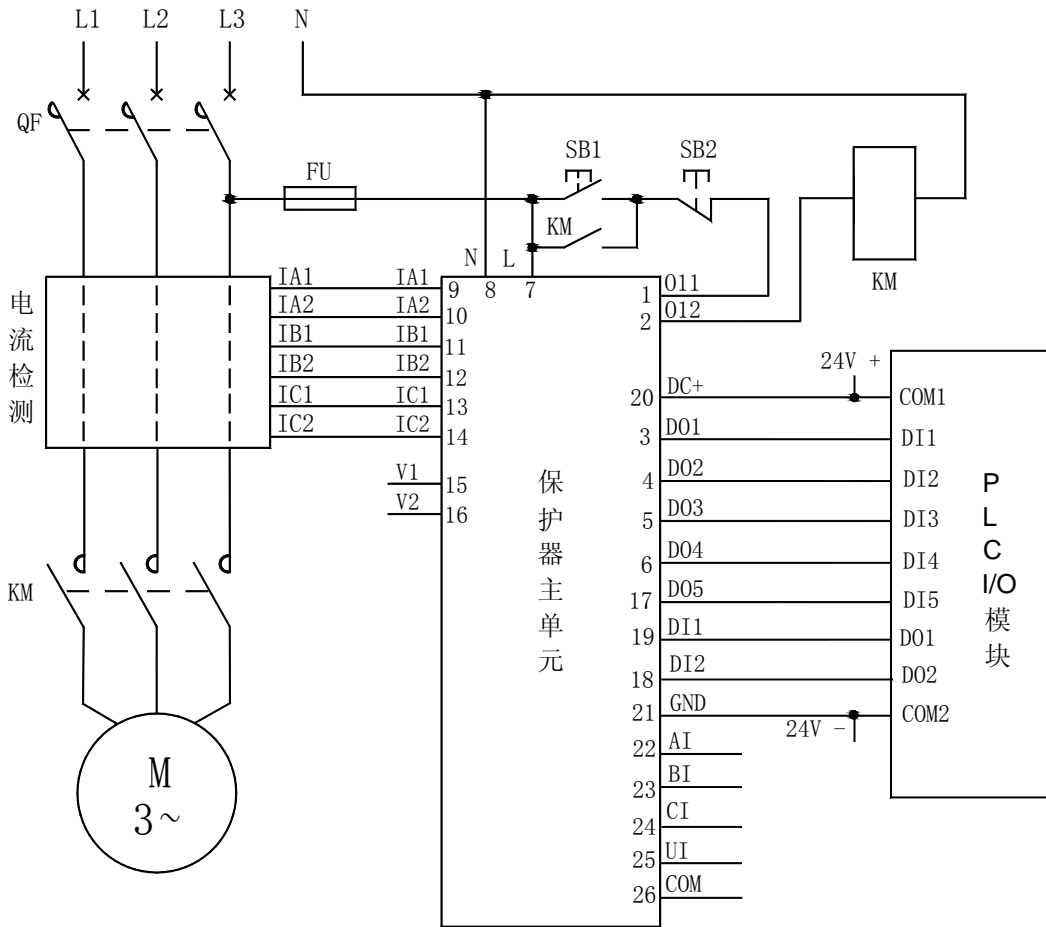 L1 L2 L3 N
QF
FU
SB1 SB2
KM
KM
N L
8 7
电流检测
IA1 IA1 9
IA2 IA2 10
IB1 IB1 11
IB2 IB2 12
IC1 IC1 13
IC2 IC2 14
V1 15
V2 16
保护器主单元
1 O11
2 O12
24V +
20 DC+ COM1
3 DO1 DI1
4 DO2 DI2
5 DO3 DI3
6 DO4 DI4
17 DO5 DI5
19 DI1 DO1
18 DI2 DO2
21 GND COM2
24V -
22 AI
23 BI
24 CI
25 UI
26 COM
PLC
I/O
模块
KM
M
3~